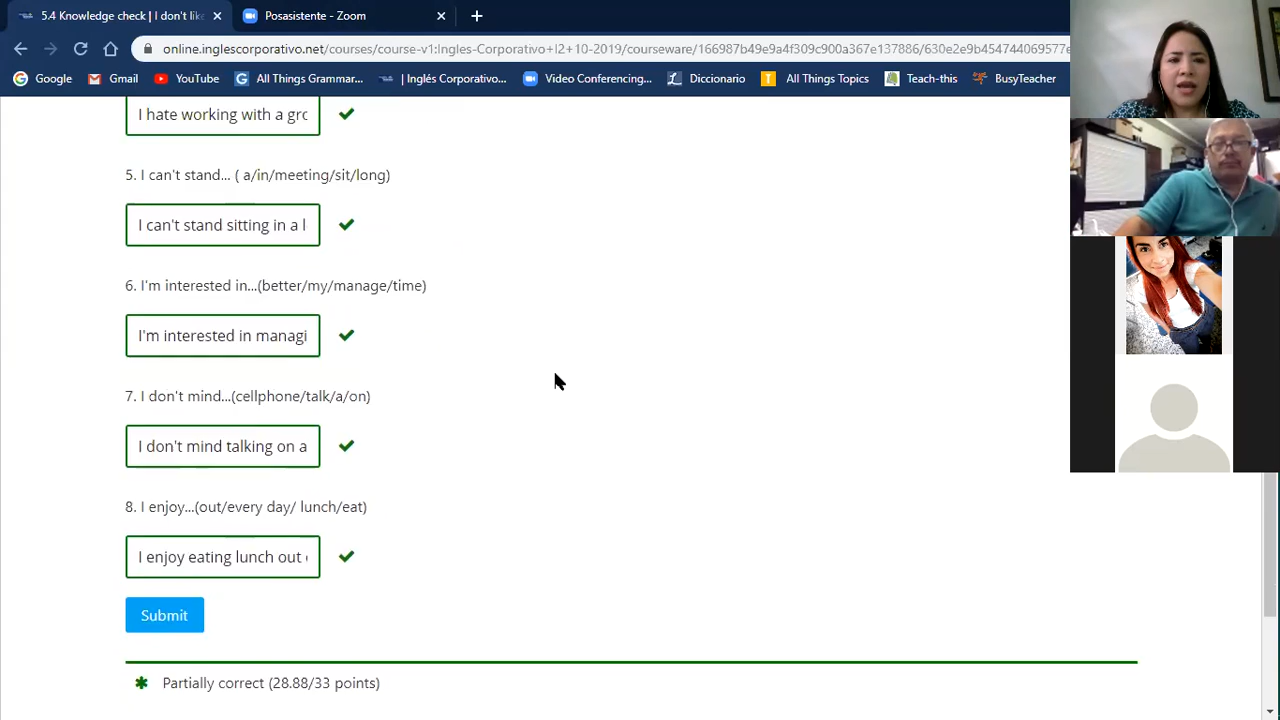 5.4 Knowledge check | I don't like
Posasistente - Zoom
online.inglescorporativo.net/courses/course-v1:Ingles-Corporativo+I2+10-2019/courseware/166987b49e9a4f309c900a367e137886/630e2e9b454744069577e
Google Gmail YouTube All Things Grammar... | Inglés Corporativo... Video Conferencing... Diccionario All Things Topics Teach-this BusyTeacher
I hate working with a gro
5. I can't stand... ( a/in/meeting/sit/long)
I can't stand sitting in a l
6. I'm interested in...(better/my/manage/time)
I'm interested in managi
7. I don't mind...(cellphone/talk/a/on)
I don't mind talking on a
8. I enjoy...(out/every day/ lunch/eat)
I enjoy eating lunch out
Submit
Partially correct (28.88/33 points)